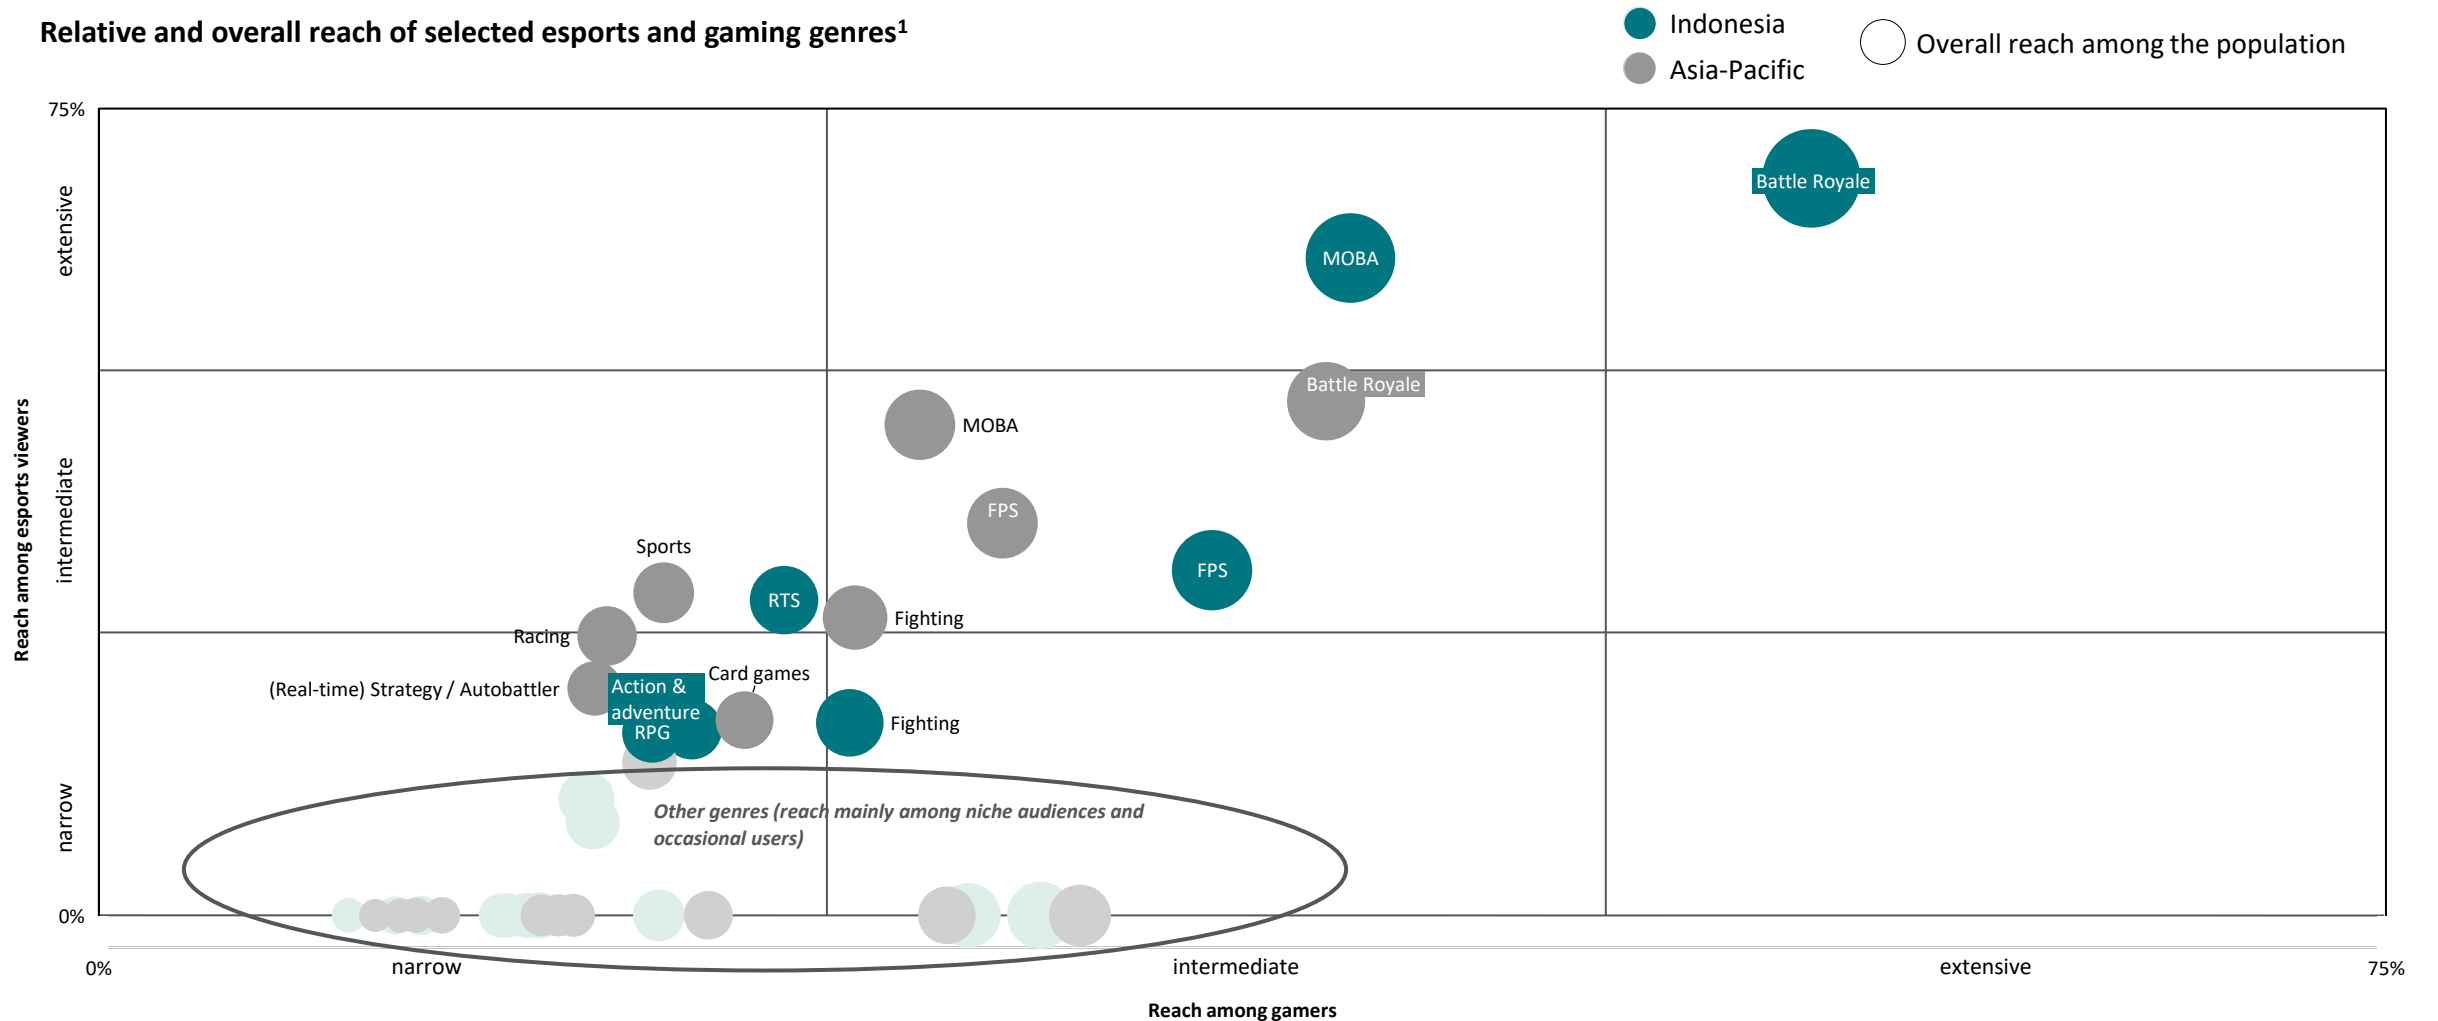 Relative and overall reach of selected esports and gaming genres1
Indonesia
Asia-Pacific
Overall reach among the population
75%
extensive
intermediate
narrow
0%
Reach among esports viewers
Battle Royale
MOBA
Battle Royale
MOBA
FPS
FPS
Sports
RTS
Fighting
Racing
(Real-time) Strategy / Autobattler
Card games
Action &
adventure
RPG
Fighting
Other genres (reach mainly among niche audiences and
occasional users)
0%
narrow
intermediate
extensive
75%
Reach among gamers